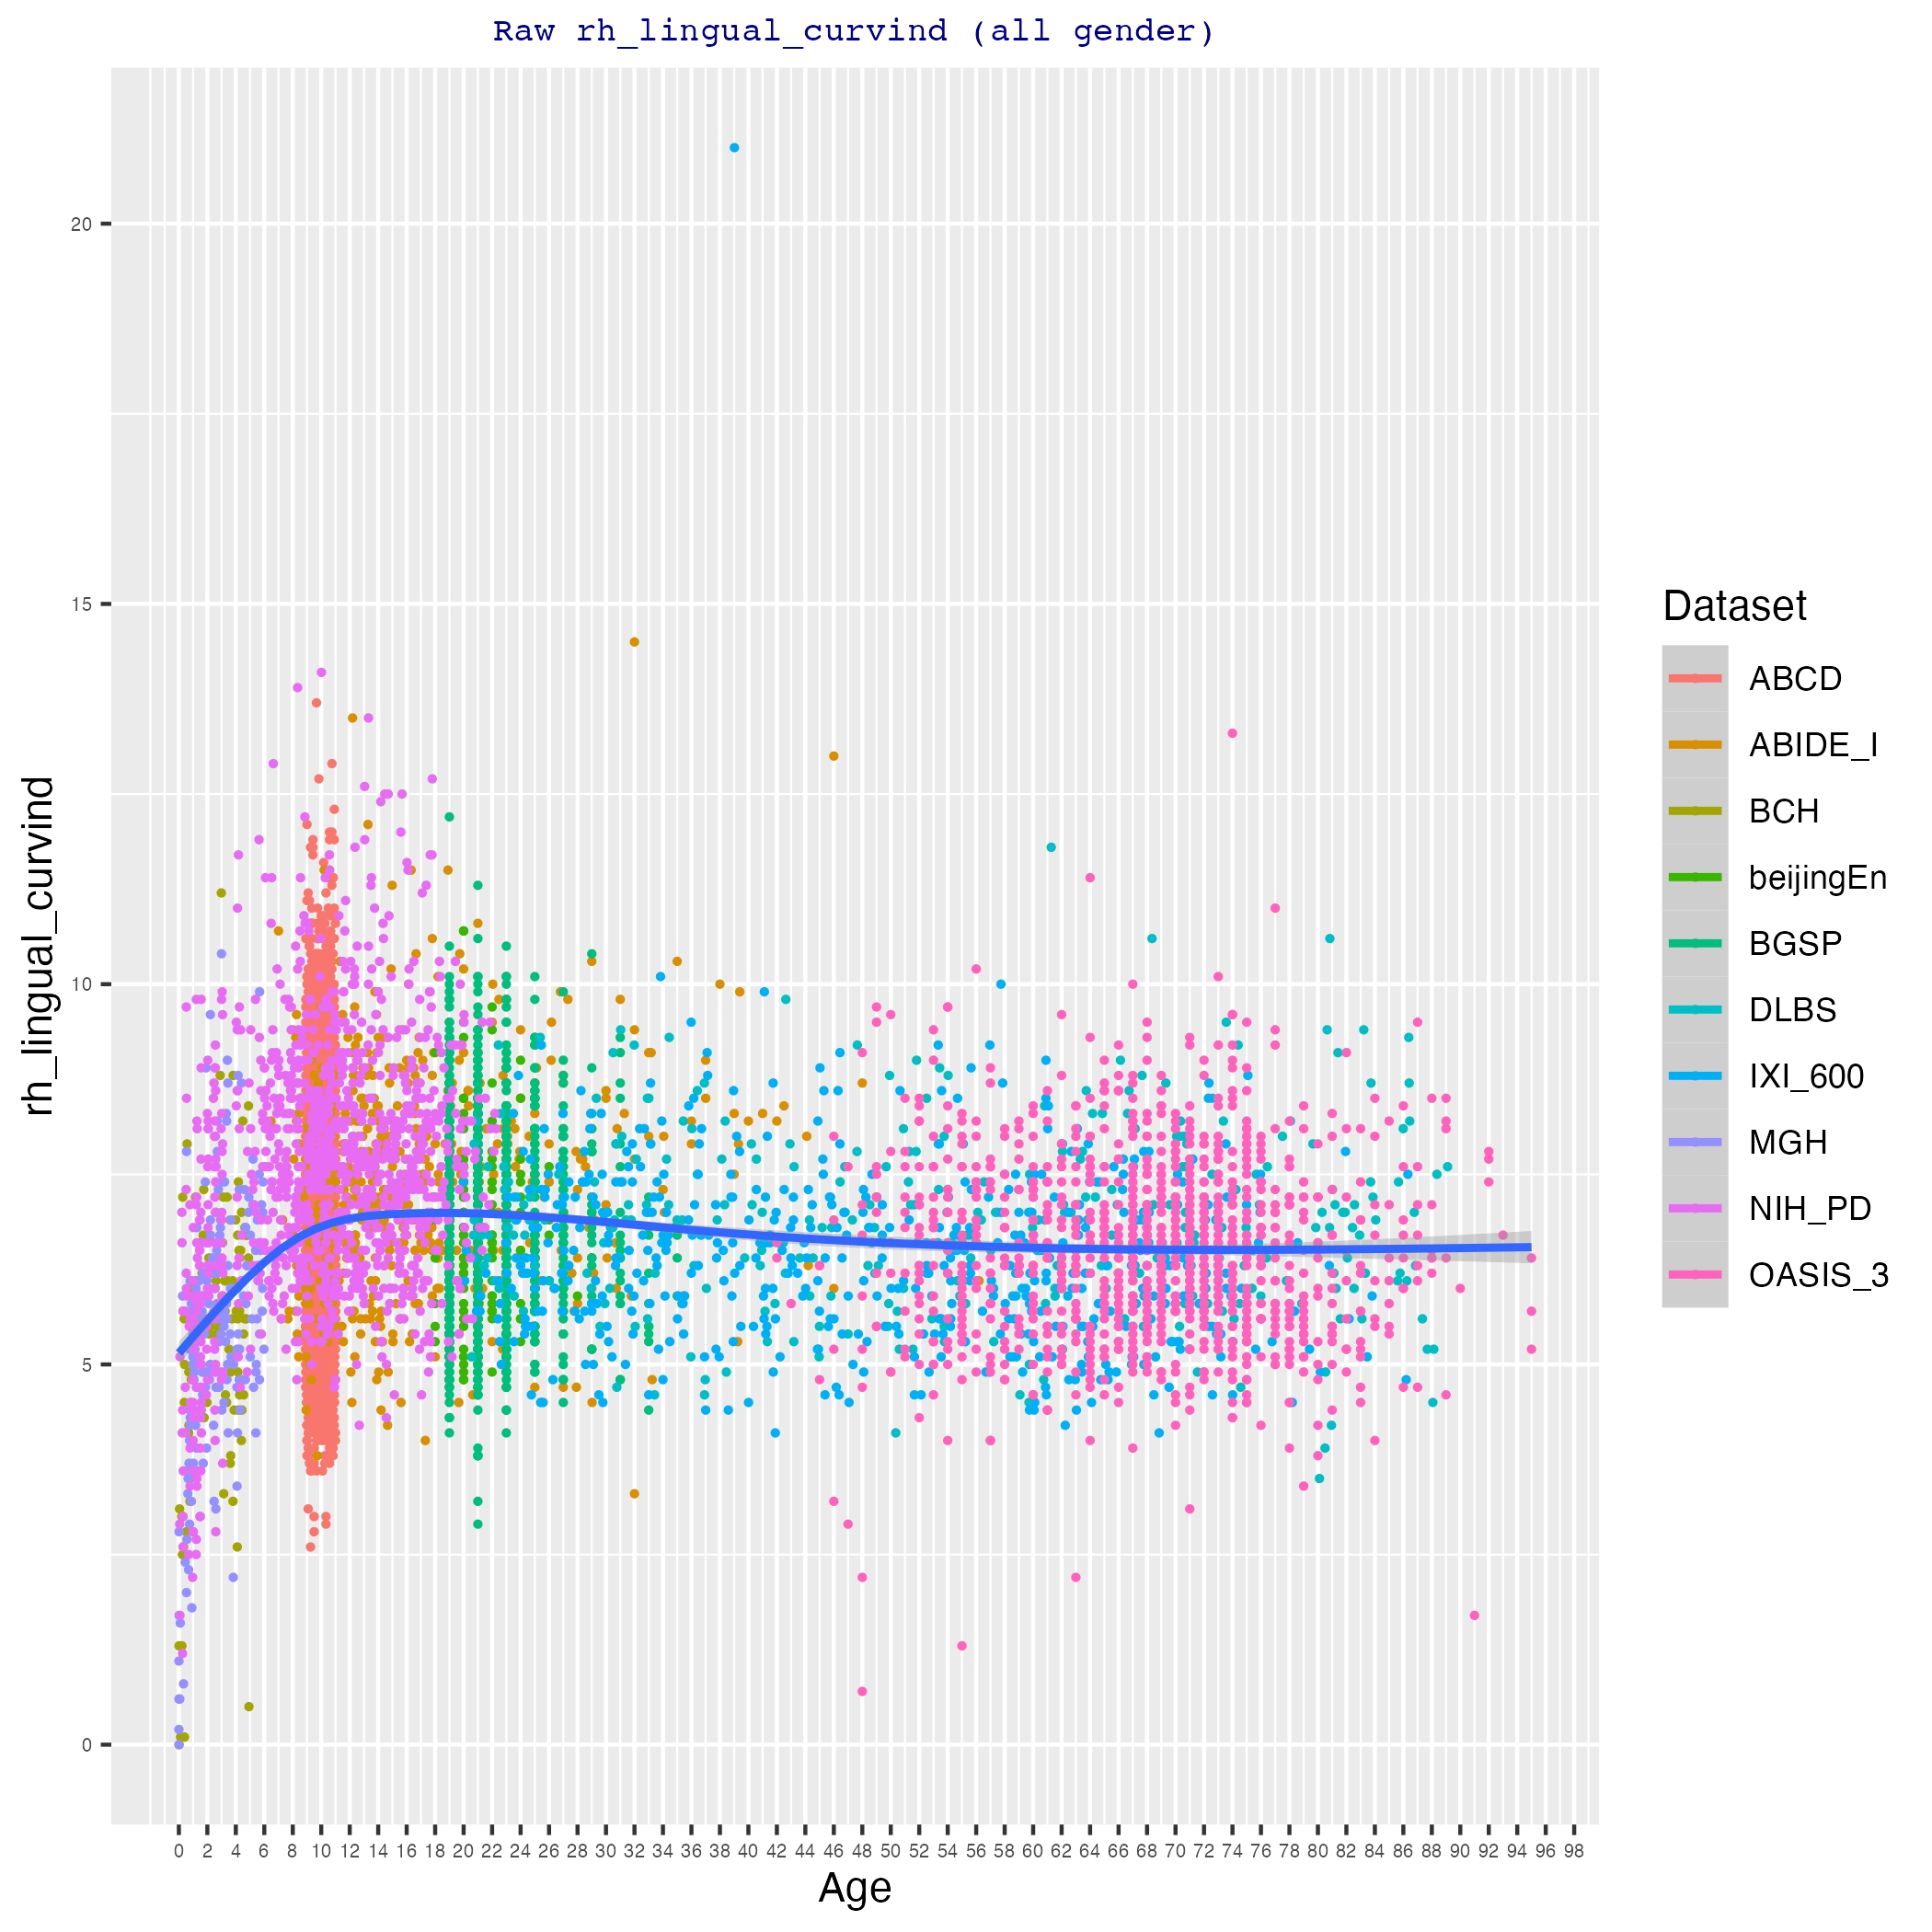 Raw rh_lingual_curvind (all gender)
rh_lingual_curvind
20
15
10
5
0
0 2 4 6 8 10 12 14 16 18 20 22 24 26 28 30 32 34 36 38 40 42 44 46 48 50 52 54 56 58 60 62 64 66 68 70 72 74 76 78 80 82 84 86 88 90 92 94 96 98
Age
Dataset
ABCD
ABIDE_I
BCH
beijingEn
BGSP
DLBS
IXI_600
MGH
NIH_PD
OASIS_3